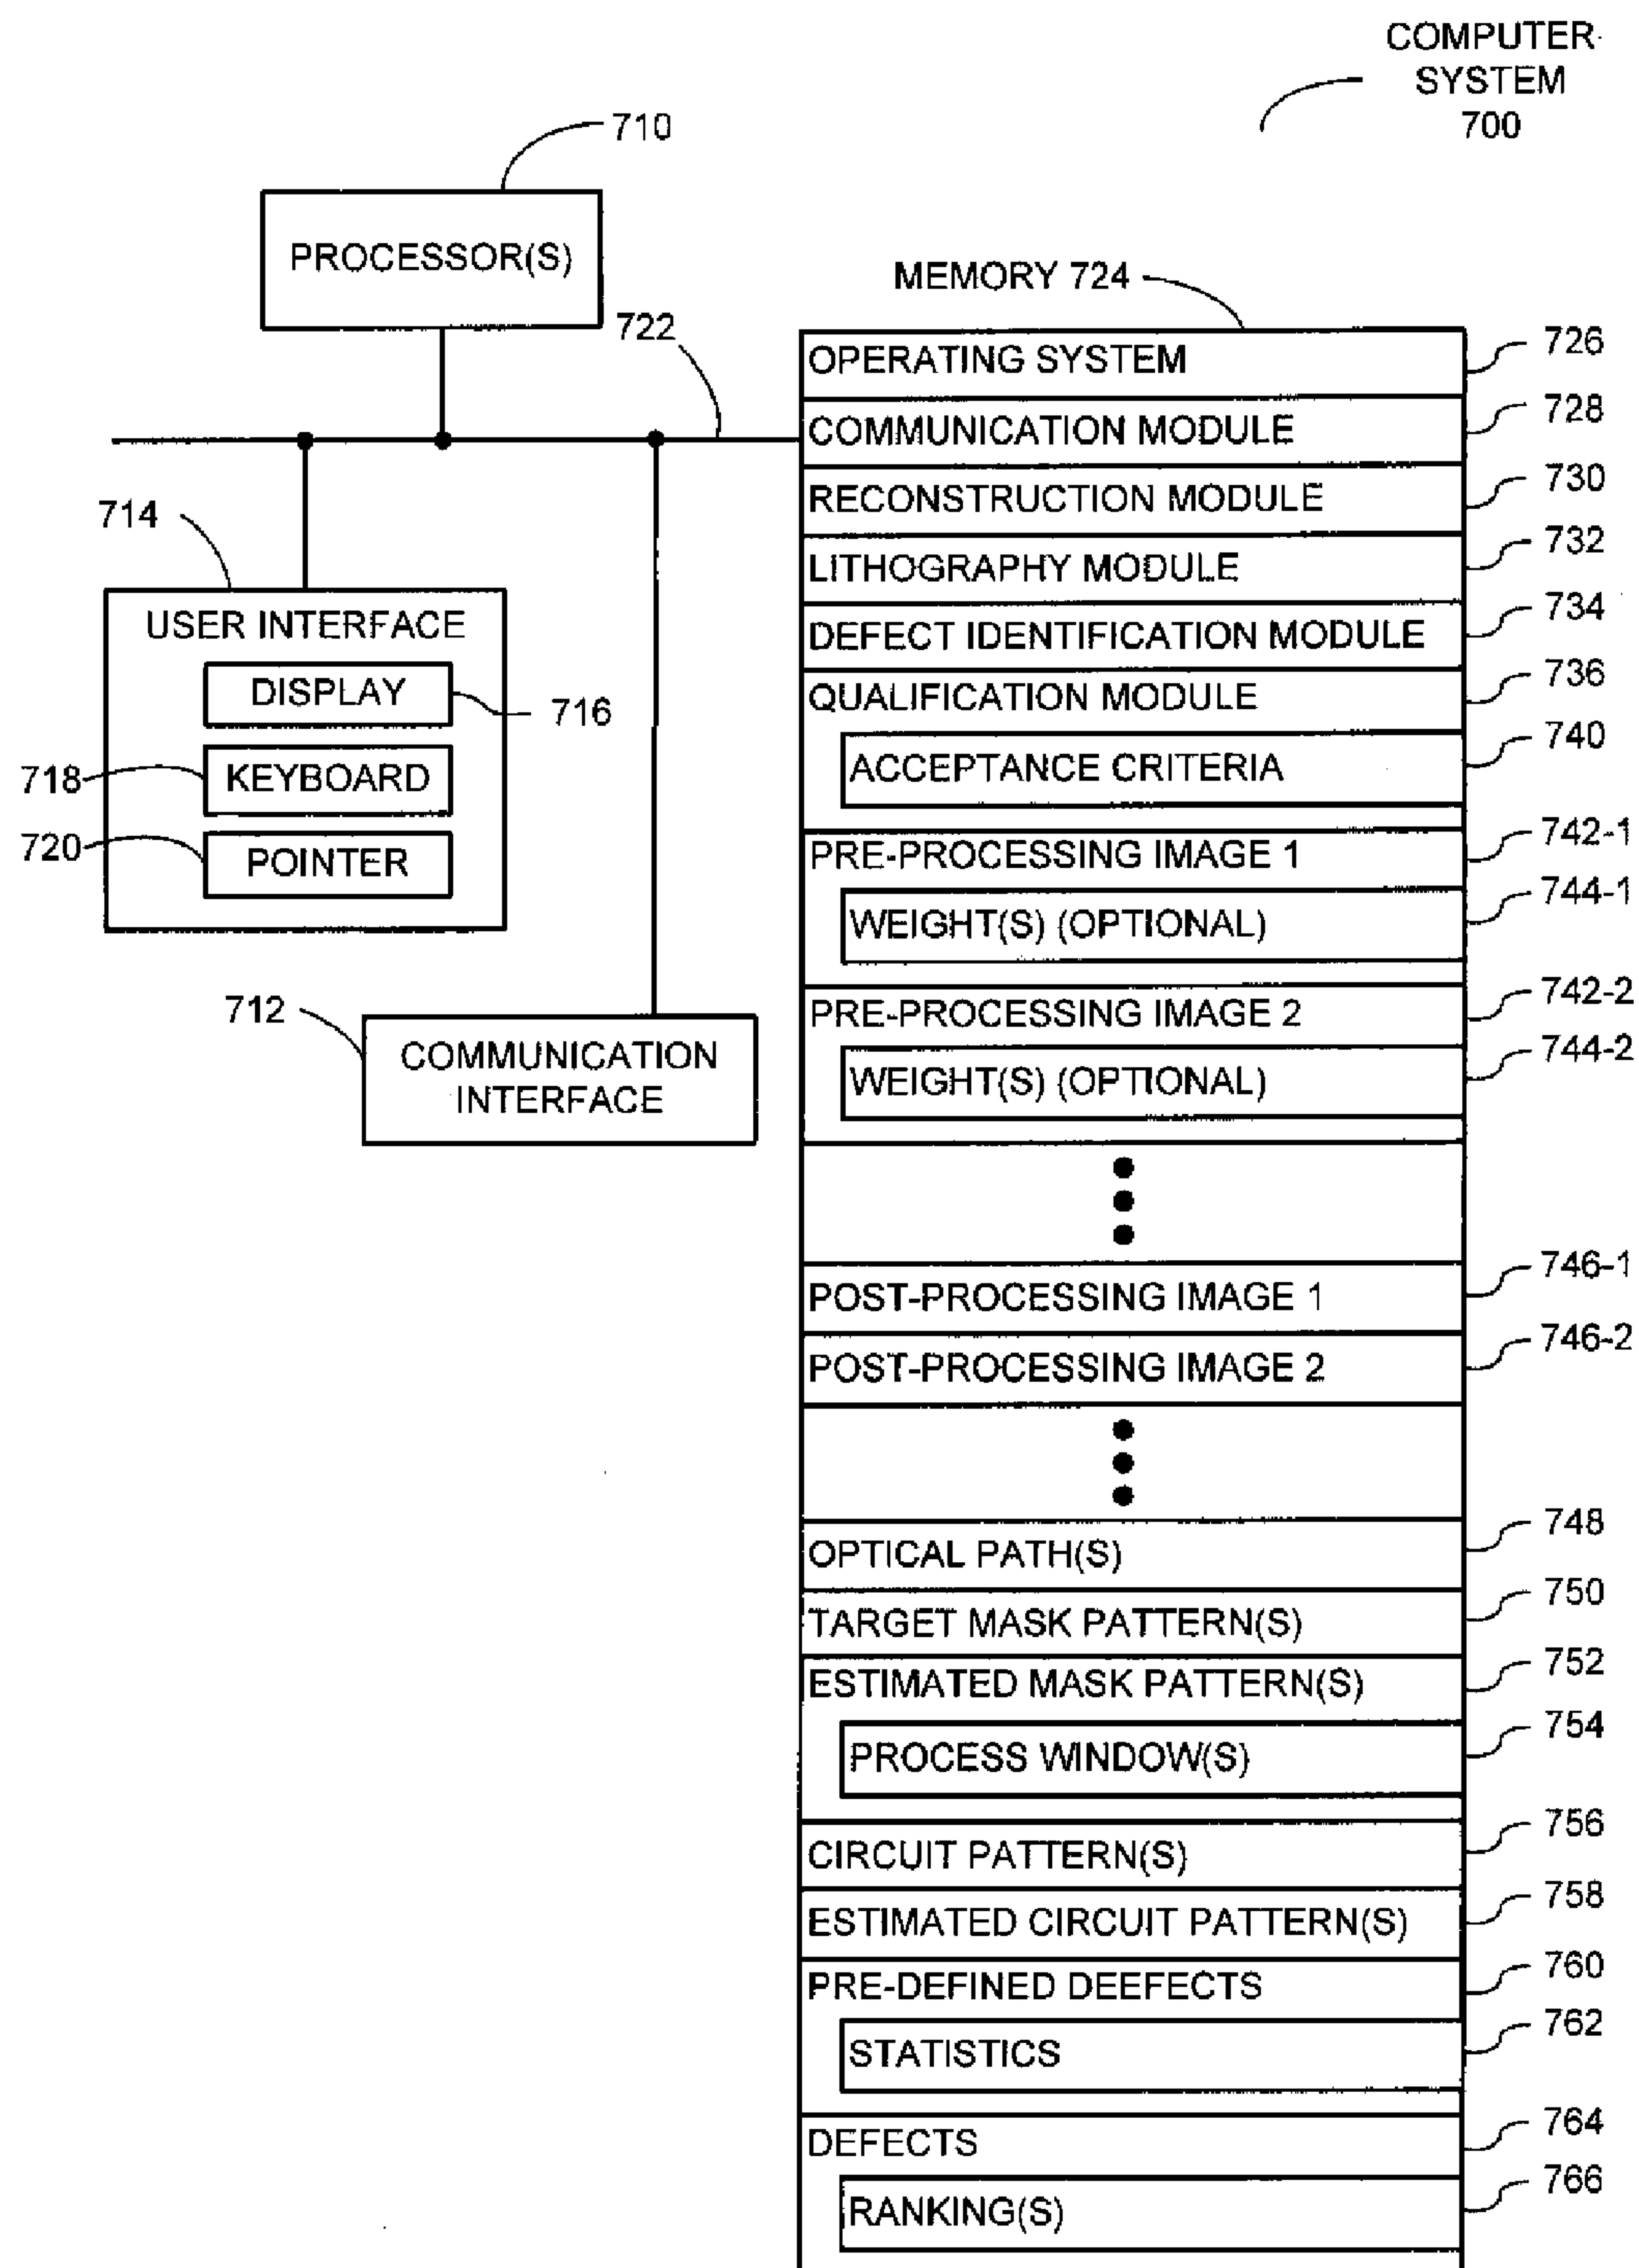 COMPUTER
SYSTEM
700
710
PROCESSOR(S)
MEMORY 724
722
OPERATING SYSTEM
726
COMMUNICATION MODULE
728
RECONSTRUCTION MODULE
730
714
LITHOGRAPHY MODULE
732
USER INTERFACE
DEFECT IDENTIFICATION MODULE
734
DISPLAY
716
QUALIFICATION MODULE
736
718
KEYBOARD
ACCEPTANCE CRITERIA
740
720
POINTER
PRE-PROCESSING IMAGE 1
742-1
WEIGHT(S) (OPTIONAL)
744-1
712
COMMUNICATION
INTERFACE
PRE-PROCESSING IMAGE 2
742-2
WEIGHT(S) (OPTIONAL)
744-2
POST-PROCESSING IMAGE 1
746-1
POST-PROCESSING IMAGE 2
746-2
OPTICAL PATH(S)
748
TARGET MASK PATTERN(S)
750
ESTIMATED MASK PATTERN(S)
752
PROCESS WINDOW(S)
754
CIRCUIT PATTERN(S)
756
ESTIMATED CIRCUIT PATTERN(S)
758
PRE-DEFINED DEEFECTS
760
STATISTICS
762
DEFECTS
764
RANKING(S)
766